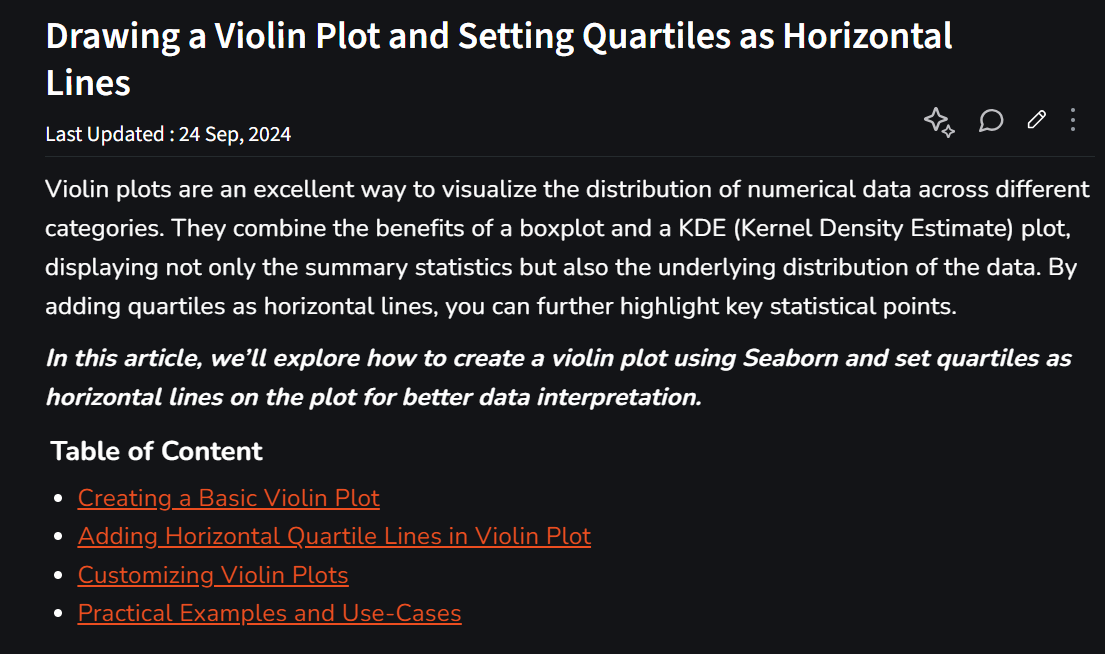 Drawing a Violin Plot and Setting Quartiles as Horizontal
Lines
Last Updated : 24 Sep, 2024
Violin plots are an excellent way to visualize the distribution of numerical data across different
categories. They combine the benefits of a boxplot and a KDE (Kernel Density Estimate) plot,
displaying not only the summary statistics but also the underlying distribution of the data. By
adding quartiles as horizontal lines, you can further highlight key statistical points.
In this article, we’ll explore how to create a violin plot using Seaborn and set quartiles as
horizontal lines on the plot for better data interpretation.
Table of Content
Creating a Basic Violin Plot
Adding Horizontal Quartile Lines in Violin Plot
Customizing Violin Plots
Practical Examples and Use-Cases